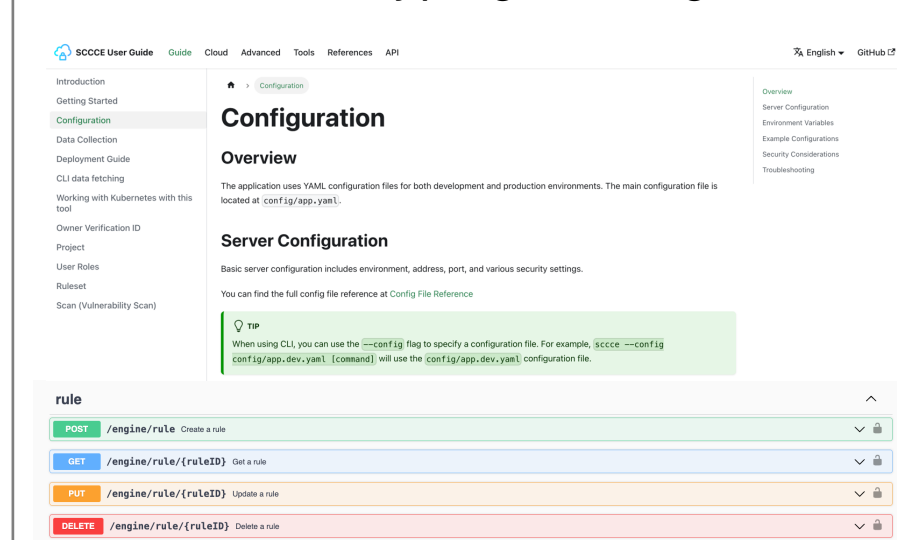 SCCCE User Guide Guide Cloud Advanced Tools References API English GitHub
Introduction
Getting Started
Configuration
Data Collection
Deployment Guide
CLI data fetching
Working with Kubernetes with this
tool
Owner Verification ID
Project
User Roles
Ruleset
Scan (Vulnerability Scan)
> Configuration
Configuration
Overview
The application uses YAML configuration files for both development and production environments. The main configuration file is
located at config/app.yaml.
Server Configuration
Basic server configuration includes environment, address, port, and various security settings.
You can find the full config file reference at Config File Reference
TIP
When using CLI, you can use the --config flag to specify a configuration file. For example, sccce --config
config/app.dev.yaml [command] will use the config/app.dev.yaml configuration file.
Overview
Server Configuration
Environment Variables
Example Configurations
Security Considerations
Troubleshooting
rule
POST /engine/rule Create a rule
GET /engine/rule/{ruleID} Get a rule
PUT /engine/rule/{ruleID} Update a rule
DELETE /engine/rule/{ruleID} Delete a rule